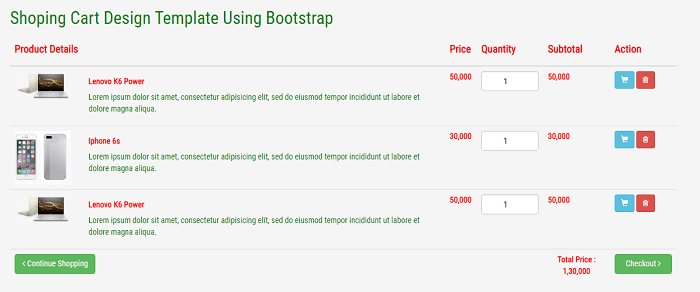 Shoping Cart Design Template Using Bootstrap
Product Details Price Quantity Subtotal Action
Lenovo K6 Power 50,000 1 50,000
Lorem ipsum dolor sit amet, consectetur adipisicing elit, sed do eiusmod tempor incididunt ut labore et
dolore magna aliqua.
Iphone 6s 30,000 1 30,000
Lorem ipsum dolor sit amet, consectetur adipisicing elit, sed do eiusmod tempor incididunt ut labore et
dolore magna aliqua.
Lenovo K6 Power 50,000 1 50,000
Lorem ipsum dolor sit amet, consectetur adipisicing elit, sed do eiusmod tempor incididunt ut labore et
dolore magna aliqua.
Continue Shopping Total Price : Checkout
1,30,000